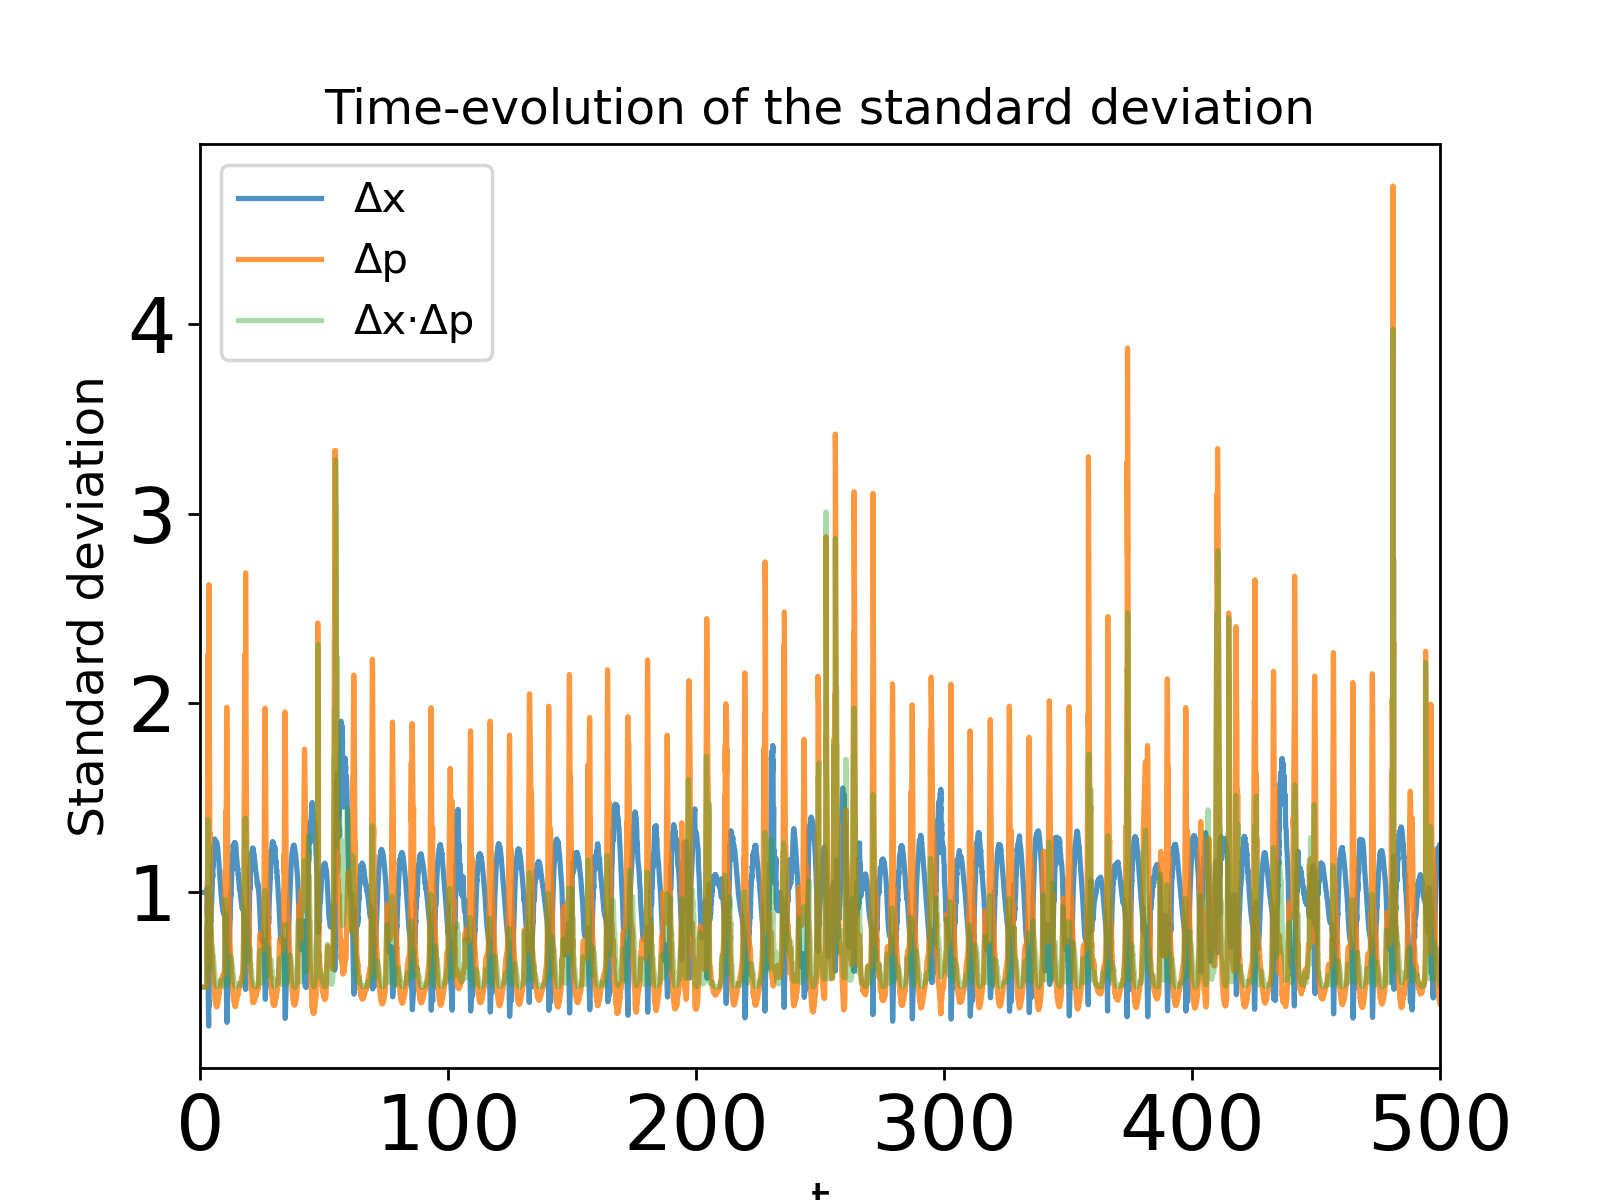 Time-evolution of the standard deviation
Δx
Δp
Δx·Δp
Standard deviation
4
3
2
1
0 100 200 300 400 500
t